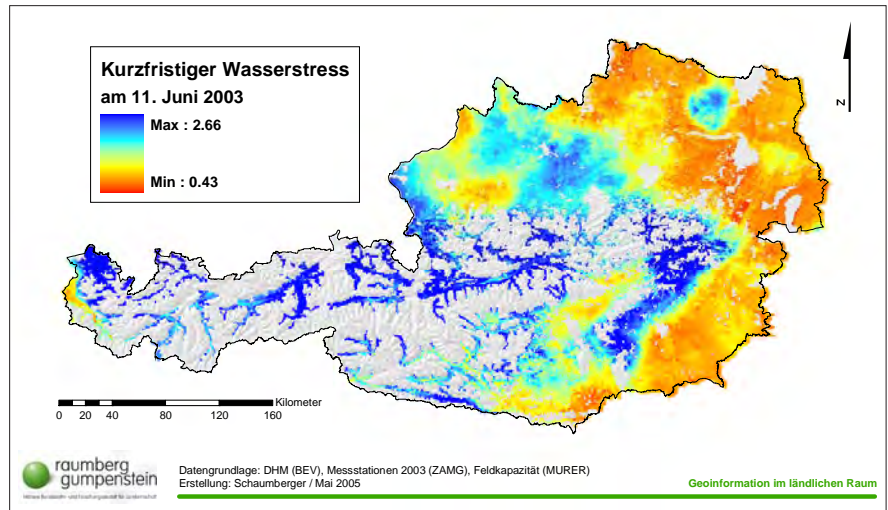 Kurzfristiger Wasserstress
am 11. Juni 2003
Max : 2.66
Min : 0.43
N
Kilometer
0 20 40 80 120 160
raumberg
gumpenstein
Datengrundlage: DHM (BEV), Messstationen 2003 (ZAMG), Feldkapazität (MURER)
Erstellung: Schaumberger / Mai 2005
Geoinformation im ländlichen Raum